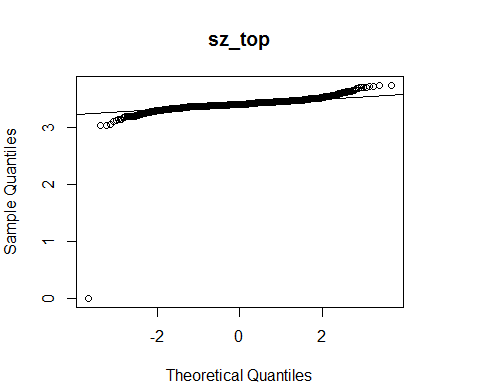 sz_top
Sample Quantiles
3
2
1
0
-2
0
2
Theoretical Quantiles